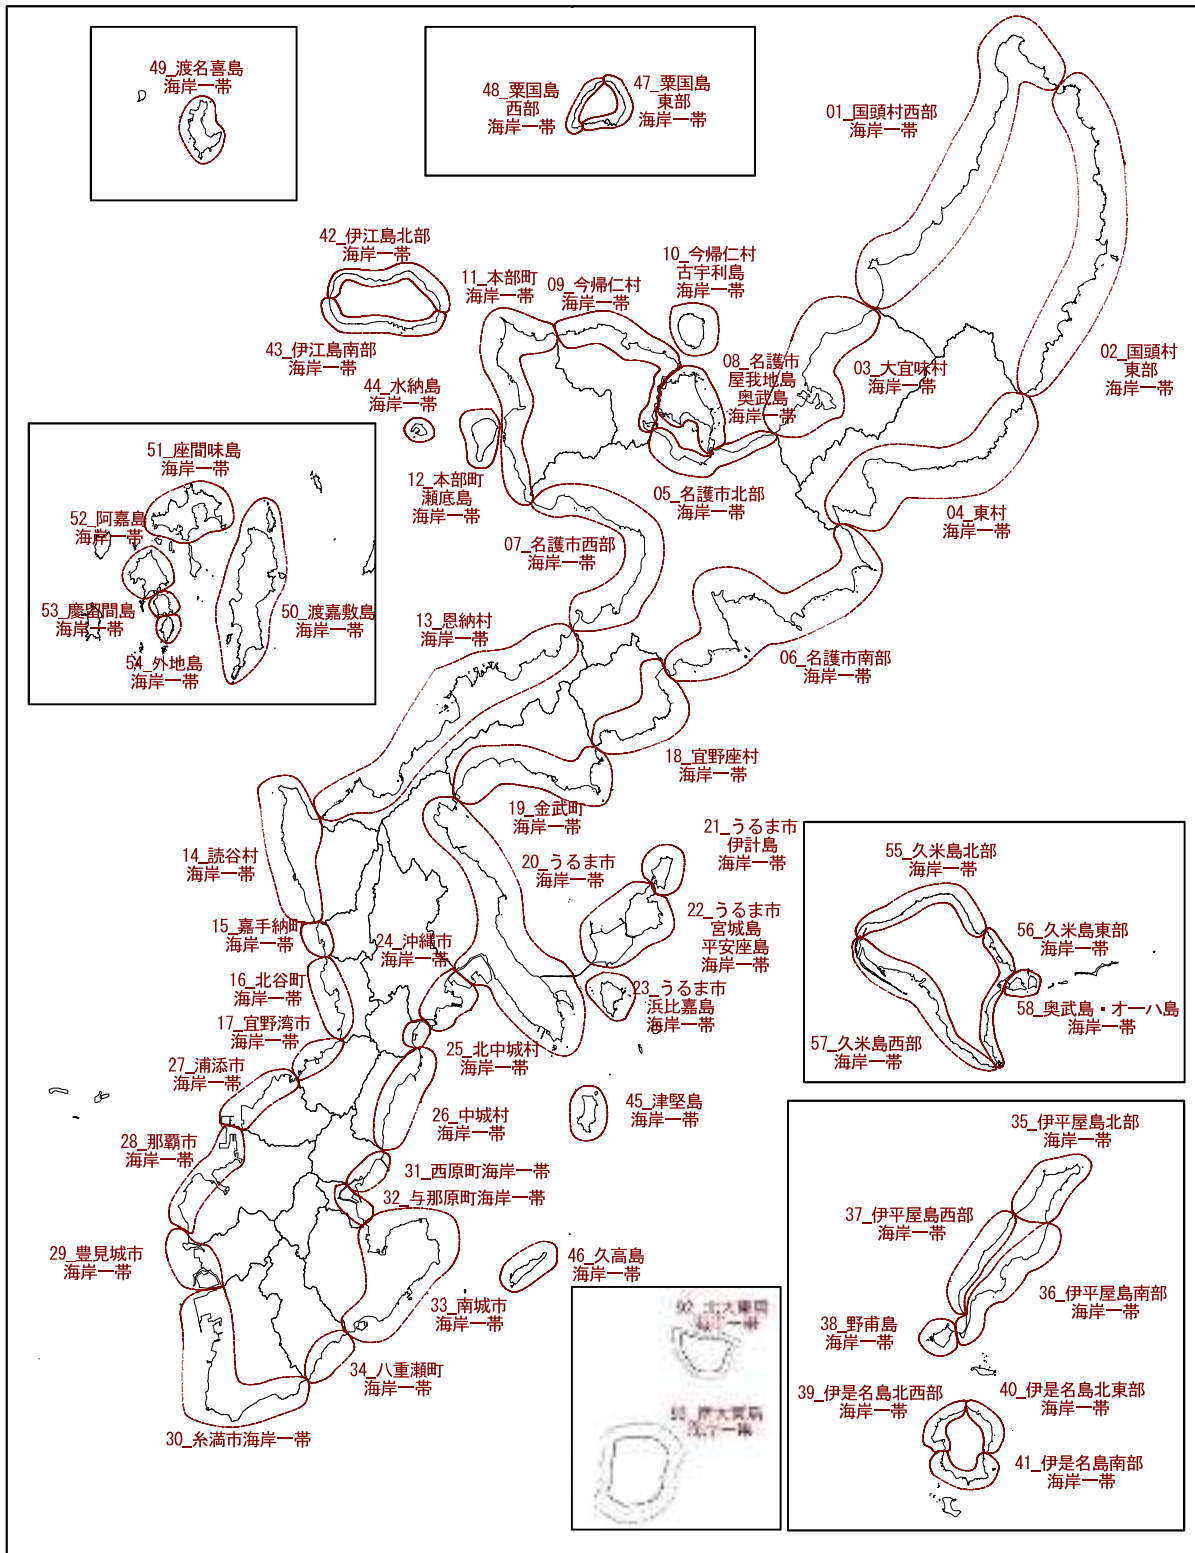 49_渡名喜島
海岸一帯
48_粟国島
西部
海岸一帯
47_粟国島
東部
海岸一帯
01_国頭村西部
海岸一帯
42_伊江島北部
海岸一帯
11_本部町
海岸一帯
09_今帰仁村
海岸一帯
10_今帰仁村
古宇利島
海岸一帯
43_伊江島南部
海岸一帯
08_名護市
屋我地島
奥武島
海岸一帯
03_大宜味村
海岸一帯
02_国頭村
東部
海岸一帯
44_水納島
海岸一帯
12_本部町
瀬底島
海岸一帯
05_名護市北部
海岸一帯
04_東村
海岸一帯
51_座間味島
海岸一帯
52_阿嘉島
海岸一帯
53_慶留間島
海岸一帯
50_渡嘉敷島
海岸一帯
54_外地島
海岸一帯
07_名護市西部
海岸一帯
13_恩納村
海岸一帯
06_名護市南部
海岸一帯
18_宜野座村
海岸一帯
19_金武町
海岸一帯
14_読谷村
海岸一帯
20_うるま市
海岸一帯
21_うるま市
伊計島
海岸一帯
22_うるま市
宮城島
平安座島
海岸一帯
15_嘉手納町
海岸一帯
24_沖縄市
海岸一帯
16_北谷町
海岸一帯
23_うるま市
浜比嘉島
海岸一帯
17_宜野湾市
海岸一帯
25_北中城村
海岸一帯
27_浦添市
海岸一帯
26_中城村
海岸一帯
45_津堅島
海岸一帯
28_那覇市
海岸一帯
31_西原町海岸一帯
32_与那原町海岸一帯
29_豊見城市
海岸一帯
46_久高島
海岸一帯
33_南城市
海岸一帯
34_八重瀬町
海岸一帯
30_糸満市海岸一帯
55_久米島北部
海岸一帯
56_久米島東部
海岸一帯
58_奥武島・オーハ島
海岸一帯
57_久米島西部
海岸一帯
35_伊平屋島北部
海岸一帯
37_伊平屋島西部
海岸一帯
36_伊平屋島南部
海岸一帯
38_野甫島
海岸一帯
39_伊是名島北西部
海岸一帯
40_伊是名島北東部
海岸一帯
41_伊是名島南部
海岸一帯